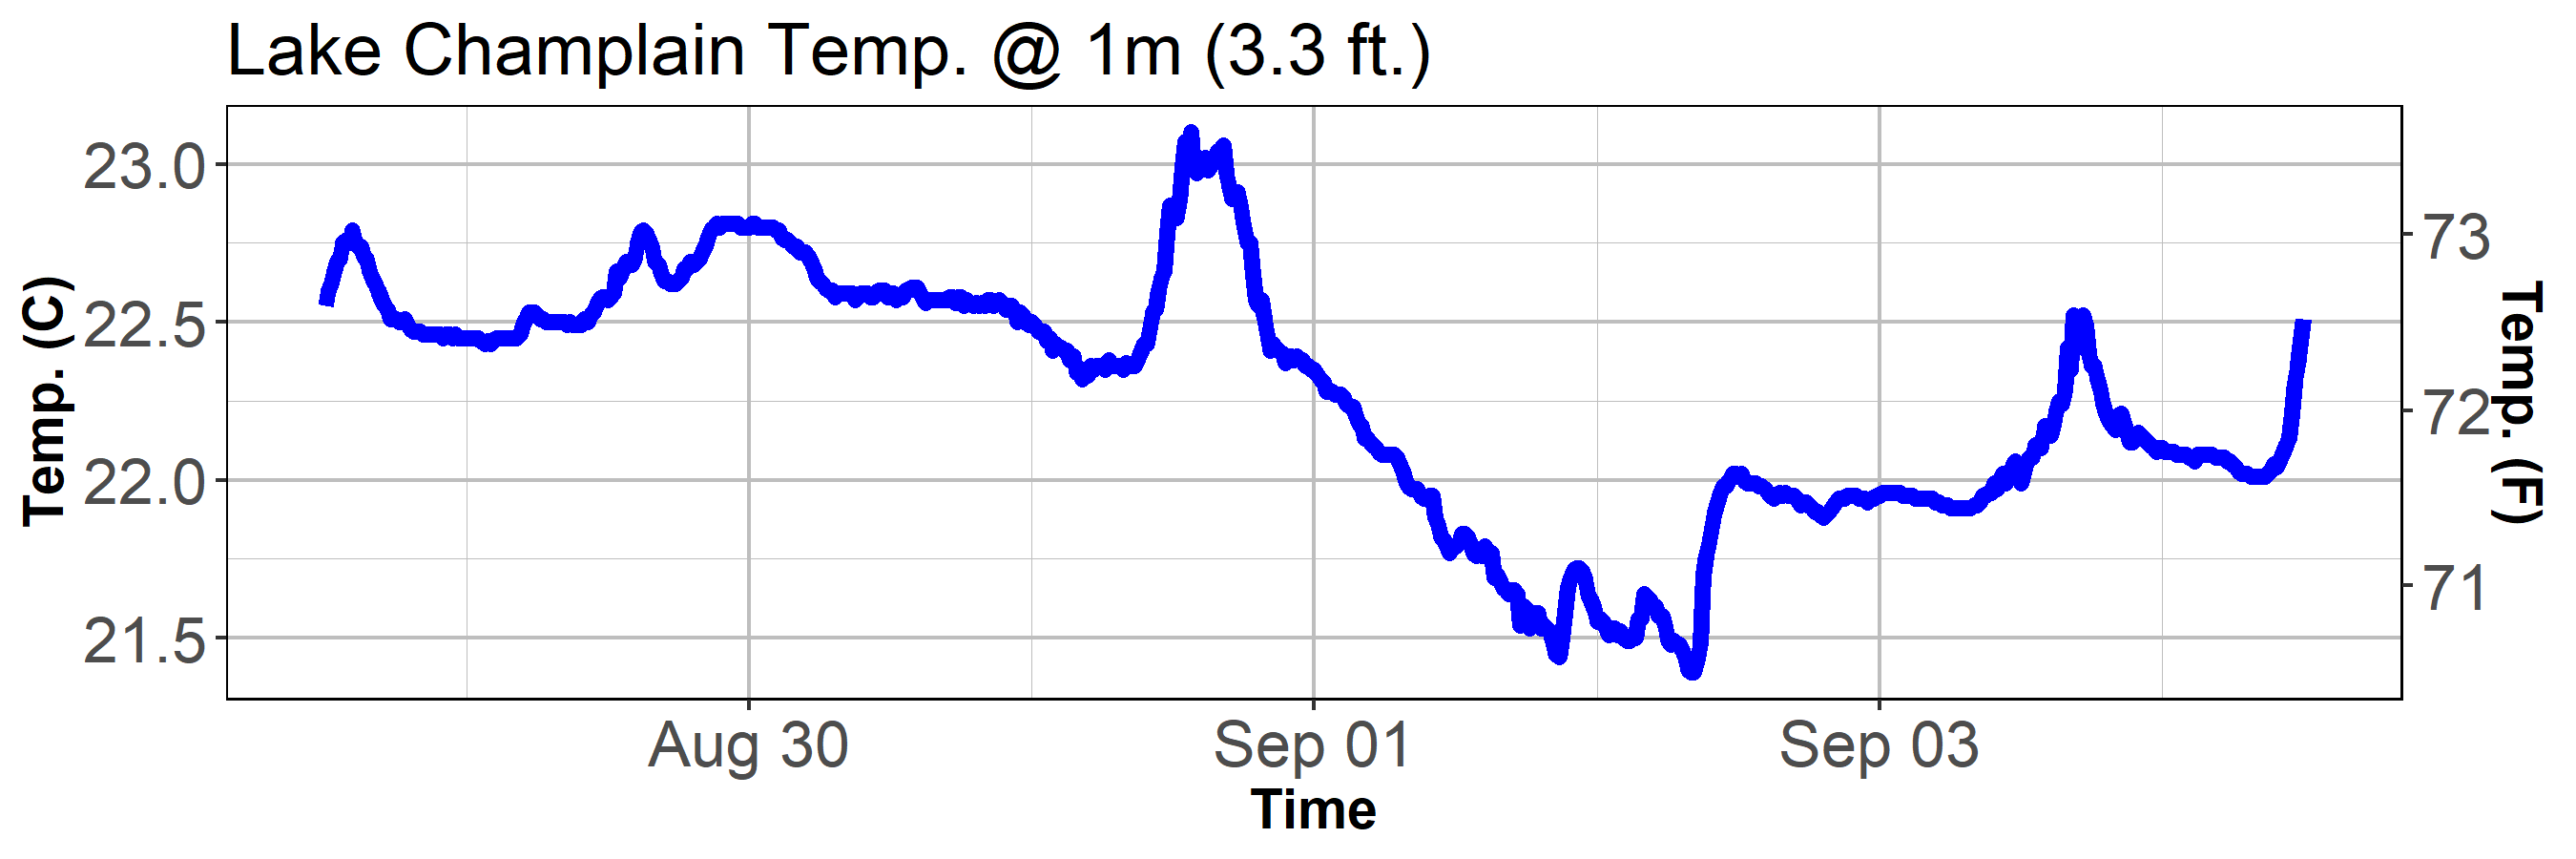 Lake Champlain Temp. @ 1m (3.3 ft.)
Temp. (C)
23.0
22.5
22.0
21.5
73
72
71
Temp. (F)
Aug 30 Sep 01 Sep 03
Time